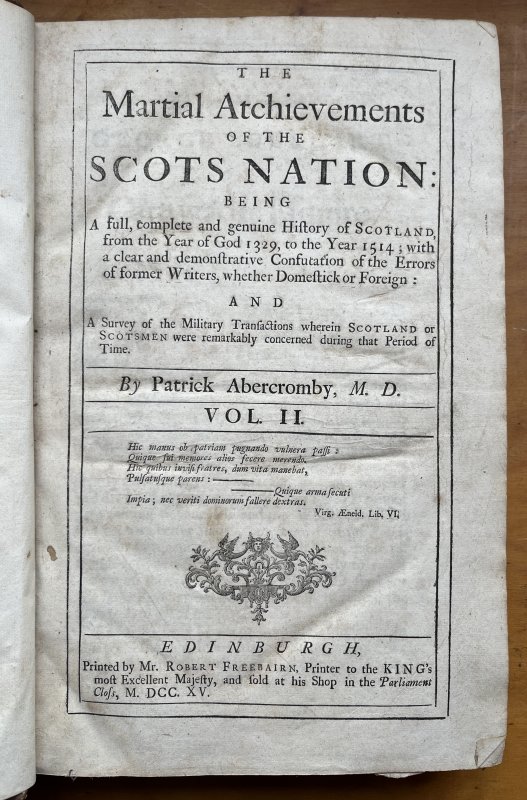 THE
Martial Atchievements
OF THE
SCOTS NATION:
BEING
A full, complete and genuine Hiſtory of SCOTLAND,
from the Year of God 1329, to the Year 1514; with
a clear and demonſtrative Confutation of the Errors
of former Writers, whether Domeſtick or Foreign:
AND
A Survey of the Military Tranſactions wherein SCOTLAND or
SCOTSMEN were remarkably concerned during that Period of
Time.
By Patrick Abercromby, M. D.
VOL. II.
Hic manus ob patriam pugnando vulnera paſſi:
Quique ſui memores alios fecere merendo.
Hic quibus inviſi fratres, dum vita manebat,
Pulſatuſque parens: ———
———Quique arma ſecuti
Impia; nec veriti dominorum fallere dextras.
Virg. Æneid. Lib. VI.
EDINBURGH,
Printed by Mr. ROBERT FREEBAIRN, Printer to the KING's
moſt Excellent Majeſty, and ſold at his Shop in the Parliament
Cloſs, M. DCC. XV.